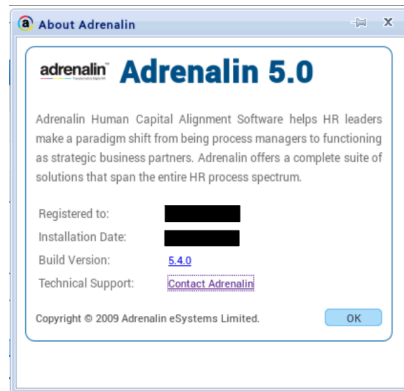 a About Adrenalin X
adrenalin™ Adrenalin 5.0
Adrenalin Human Capital Alignment Software helps HR leaders
make a paradigm shift from being process managers to functioning
as strategic business partners. Adrenalin offers a complete suite of
solutions that span the entire HR process spectrum.
Registered to:
Installation Date:
Build Version: 5.4.0
Technical Support: Contact Adrenalin
Copyright © 2009 Adrenalin eSystems Limited. OK